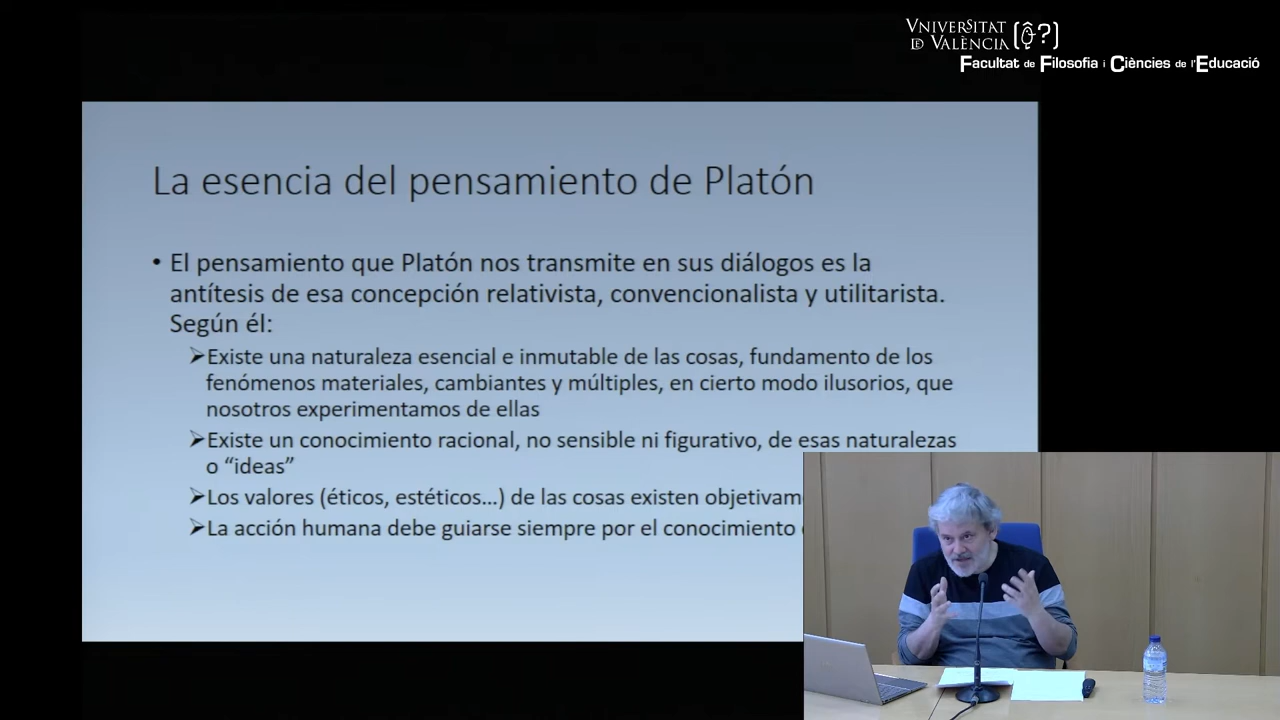 VNIVERSITAT
DE VALÈNCIA
Facultat de Filosofia i Ciències de l'Educació
La esencia del pensamiento de Platón
• El pensamiento que Platón nos transmite en sus diálogos es la
antítesis de esa concepción relativista, convencionalista y utilitarista.
Según él:
➢Existe una naturaleza esencial e inmutable de las cosas, fundamento de los
fenómenos materiales, cambiantes y múltiples, en cierto modo ilusorios, que
nosotros experimentamos de ellas
➢Existe un conocimiento racional, no sensible ni figurativo, de esas naturalezas
o “ideas”
➢Los valores (éticos, estéticos...) de las cosas existen
➢La acción humana debe guiarse siempre por el conocimiento